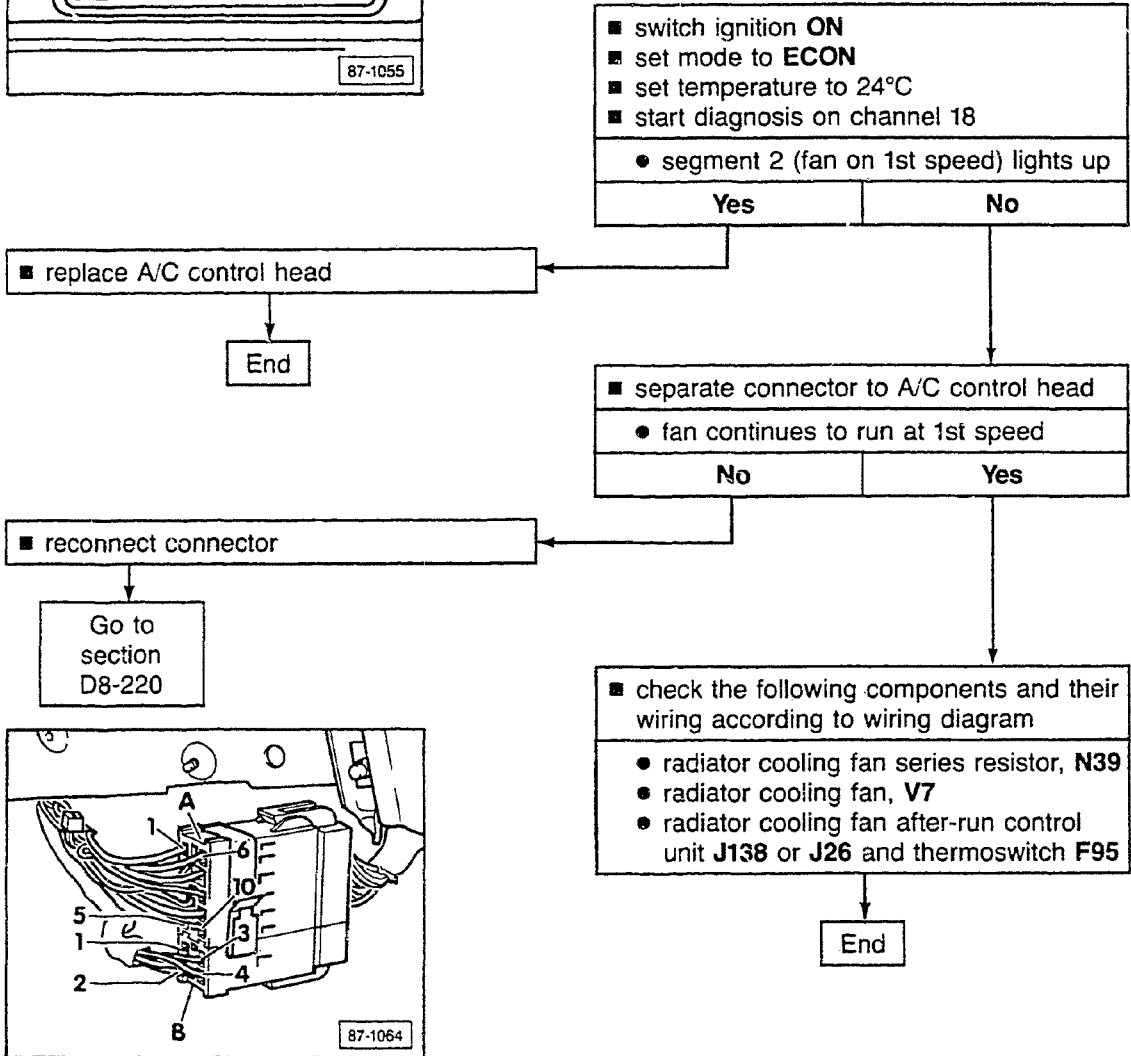 87-1055
■ switch ignition ON
■ set mode to ECON
■ set temperature to 24°C
■ start diagnosis on channel 18
● segment 2 (fan on 1st speed) lights up
Yes
No
■ replace A/C control head
End
■ separate connector to A/C control head
● fan continues to run at 1st speed
No
Yes
■ reconnect connector
Go to
section
D8-220
■ check the following components and their
wiring according to wiring diagram
● radiator cooling fan series resistor, N39
● radiator cooling fan, V7
● radiator cooling fan after-run control
unit J138 or J26 and thermoswitch F95
End
A
1
6
10
5
1
3
2
4
B
87-1064